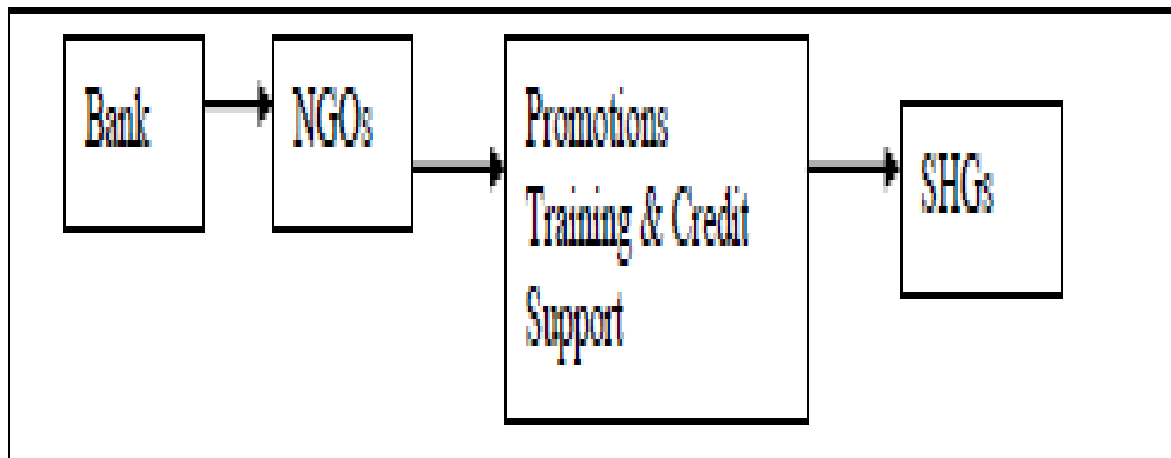 Bank
NGOs
Promotions
Training & Credit
Support
SHGs